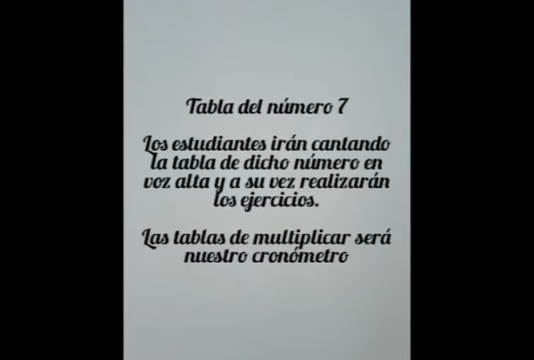 Tabla del número 7
Los estudiantes irán cantando
la tabla de dicho número en
voz alta y a su vez realizarán
los ejercicios.
Las tablas de multiplicar será
nuestro cronómetro